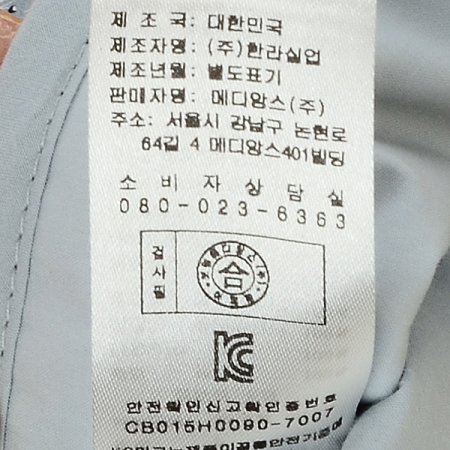 제 조 국: 대한민국
제조자명: (주)한라실업
제조년월: 별도표기
판매자명: 메디앙스(주)
주소: 서울시 강남구 논현로
64길 4 메디앙스401빌딩
소 비 자 상 담 실
080-023-6363
검사필
合
안전확인신고확인증번호
CB015H0090-7007